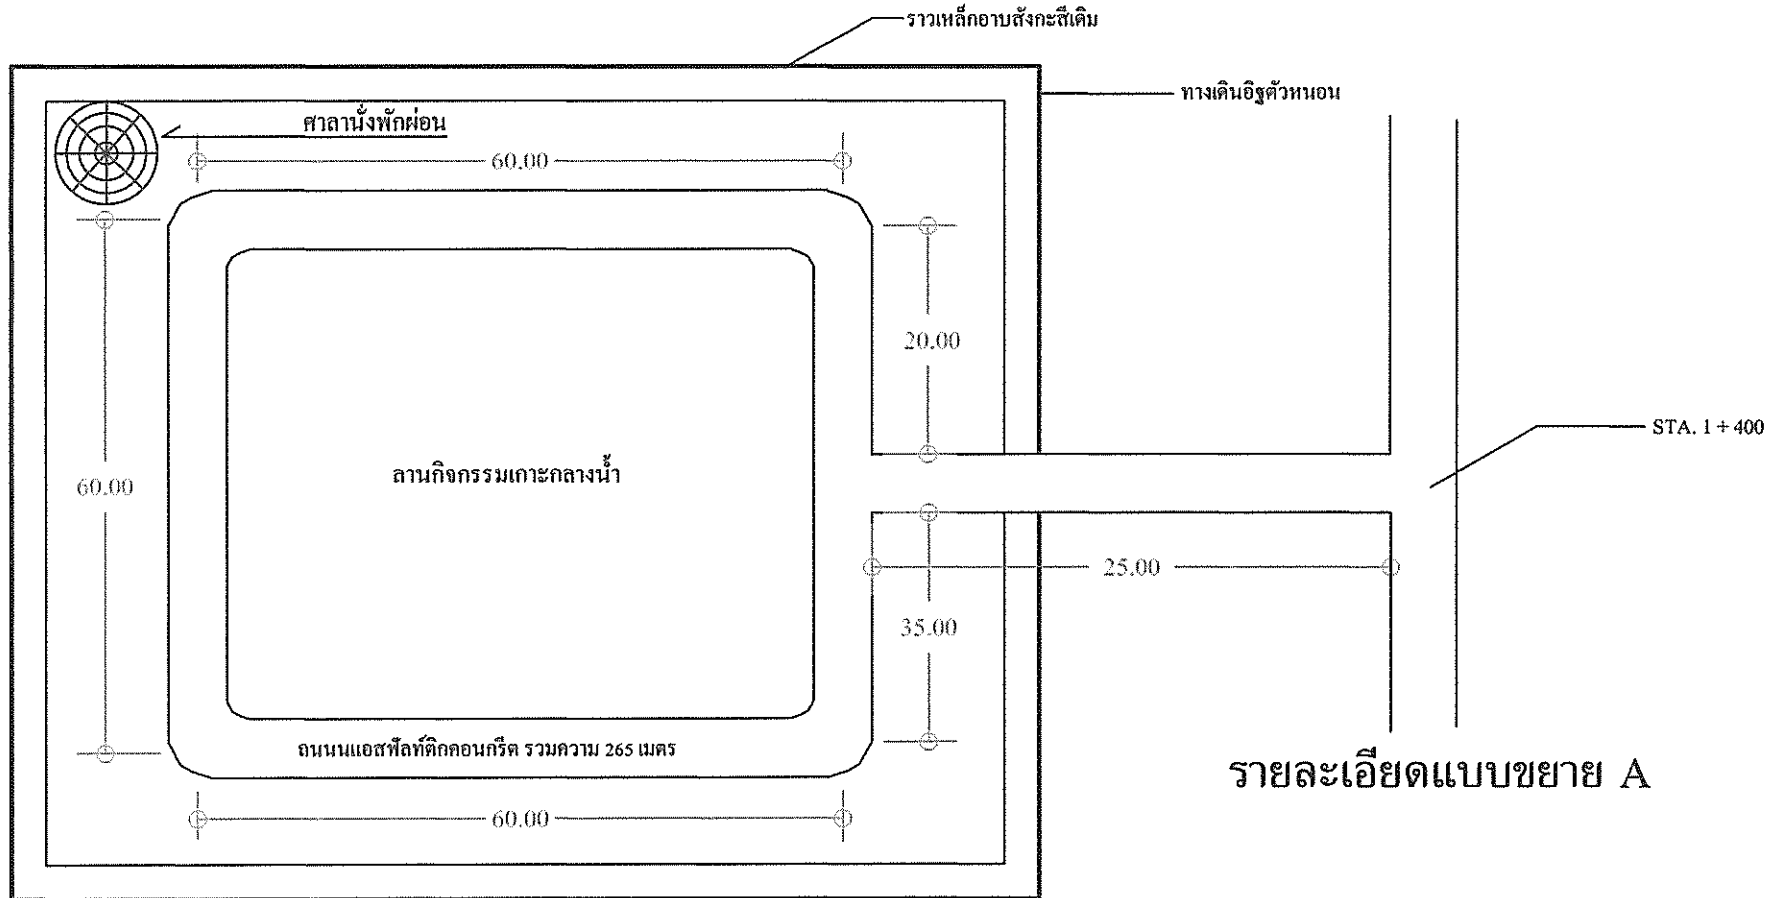 ราวเหล็กอาบสังกะสีเดิม
ทางเดินอิฐตัวหนอน
ศาลานั่งพักผ่อน
60.00
20.00
STA. 1 + 400
ลานกิจกรรมเกาะกลางน้ำ
60.00
25.00
35.00
ถนนนแอสฟัลท์ติกคอนกรีต รวมความ 265 เมตร
รายละเอียดแบบขยาย A
60.00